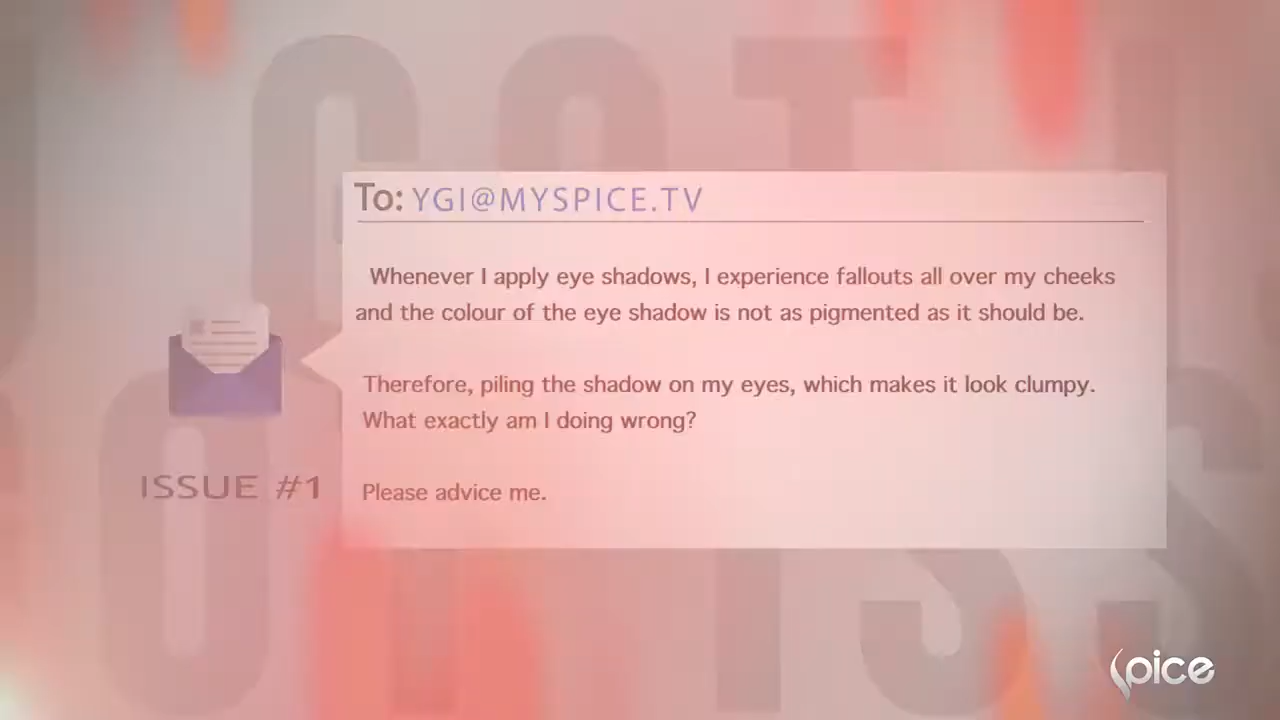 To: YGI@MYSPICE.TV
Whenever I apply eye shadows, I experience fallouts all over my cheeks
and the colour of the eye shadow is not as pigmented as it should be.
Therefore, piling the shadow on my eyes, which makes it look clumpy.
What exactly am I doing wrong?
ISSUE #1
Please advice me.
Spice